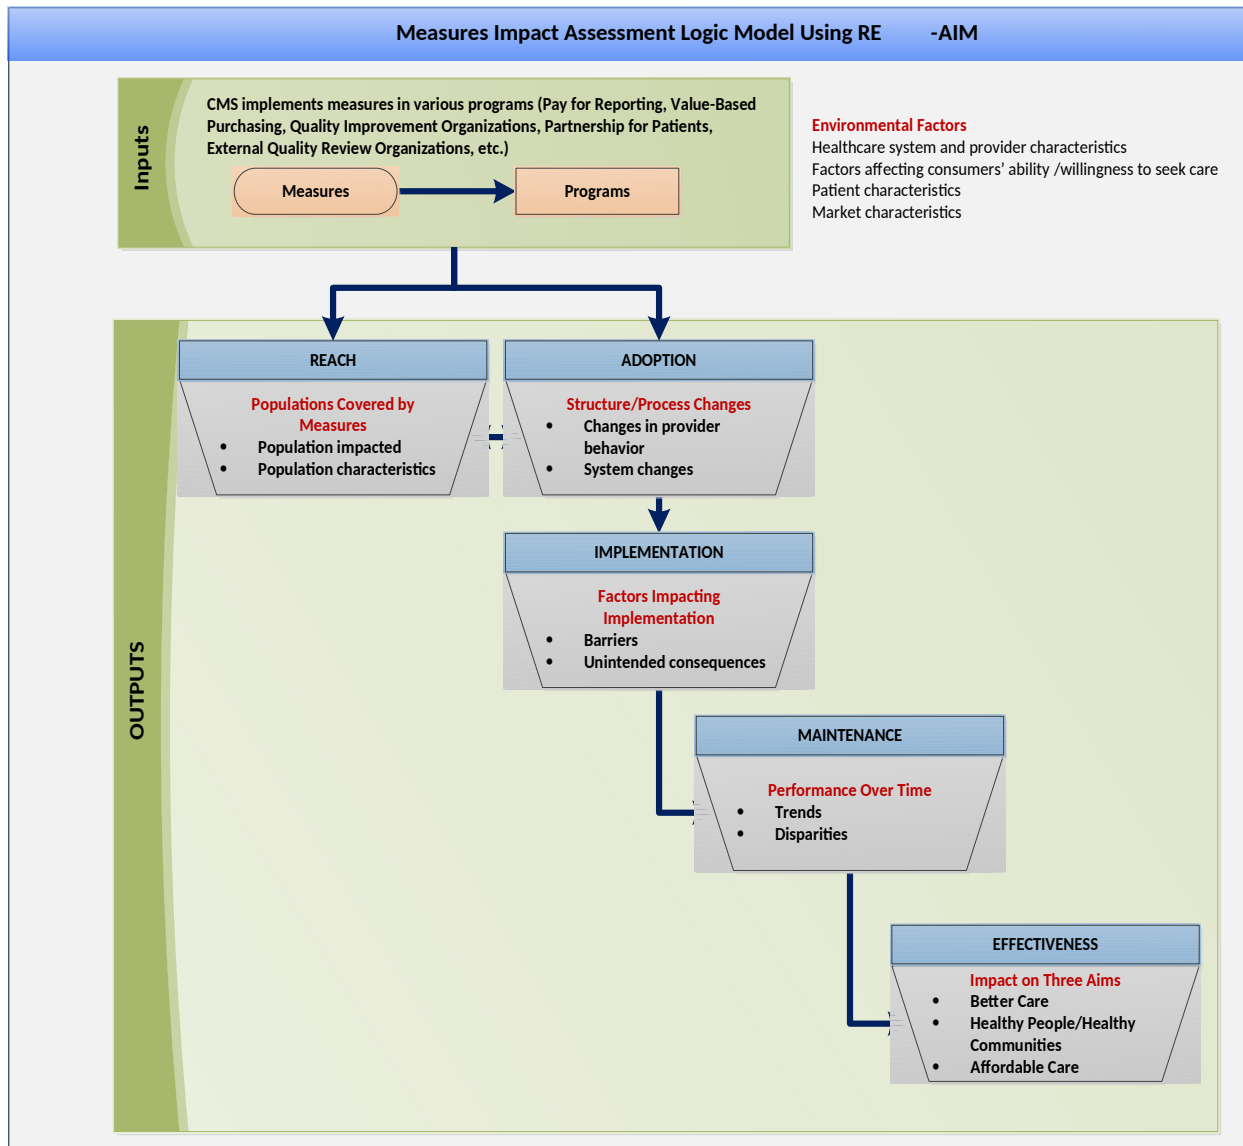 Measures Impact Assessment Logic Model Using RE -AIM
Inputs
CMS implements measures in various programs (Pay for Reporting, Value-Based
Purchasing, Quality Improvement Organizations, Partnership for Patients,
External Quality Review Organizations, etc.)
Measures
Programs
Environmental Factors
Healthcare system and provider characteristics
Factors affecting consumers’ ability /willingness to seek care
Patient characteristics
Market characteristics
OUTPUTS
REACH
Populations Covered by
Measures
• Population impacted
• Population characteristics
ADOPTION
Structure/Process Changes
• Changes in provider
behavior
• System changes
IMPLEMENTATION
Factors Impacting
Implementation
• Barriers
• Unintended consequences
MAINTENANCE
Performance Over Time
• Trends
• Disparities
EFFECTIVENESS
Impact on Three Aims
• Better Care
• Healthy People/Healthy
Communities
• Affordable Care